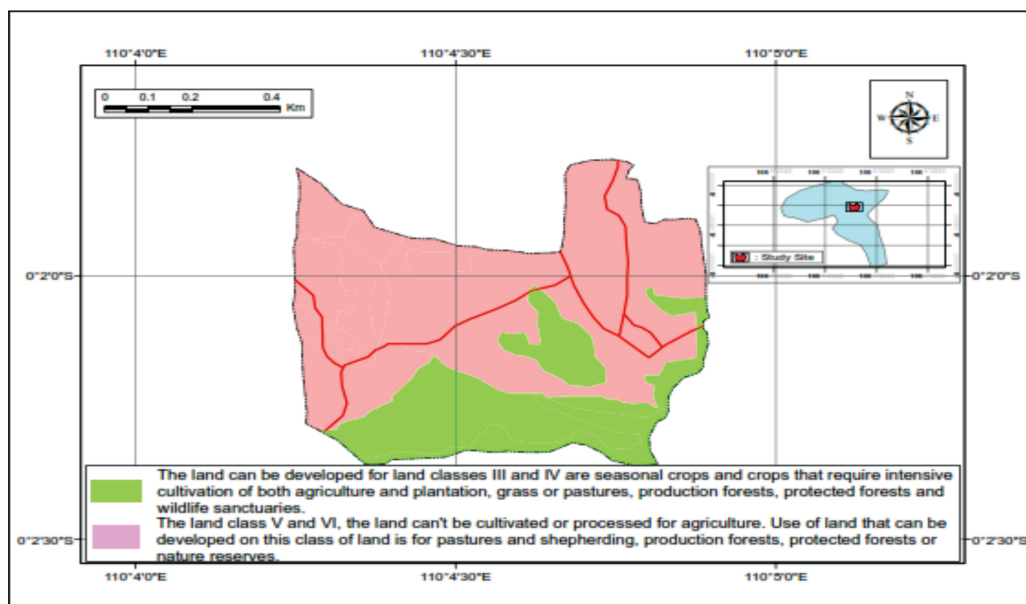 110°4'0"E 110°4'30"E 110°5'0"E
0 0.1 0.2 0.4
Km
N
W E
S
0°2'0"S 0°2'0"S
: Study Site
The land can be developed for land classes III and IV are seasonal crops and crops that require intensive
cultivation of both agriculture and plantation, grass or pastures, production forests, protected forests and
wildlife sanctuaries.
The land class V and VI, the land can't be cultivated or processed for agriculture. Use of land that can be
developed on this class of land is for pastures and shepherding, production forests, protected forests or
nature reserves.
0°2'30"S 0°2'30"S
110°4'0"E 110°4'30"E 110°5'0"E